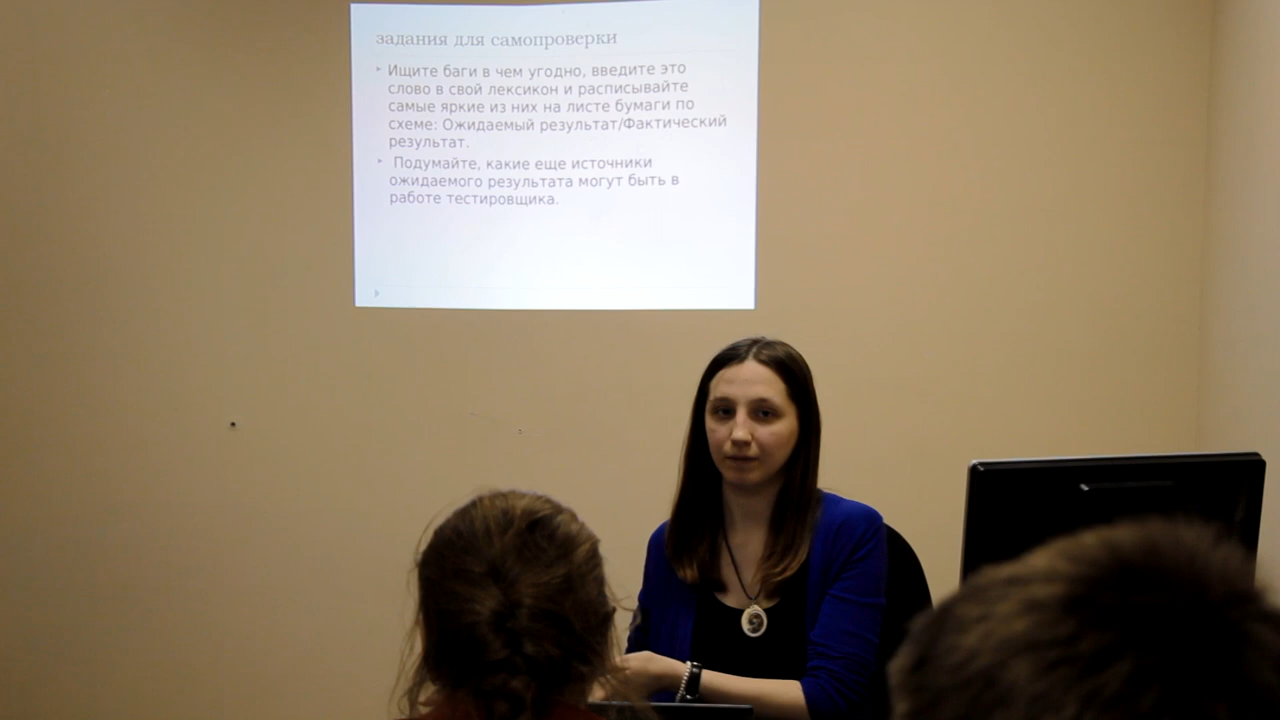 задания для самопроверки
Ищите баги в чем угодно, введите это
слово в свой лексикон и расписывайте
самые яркие из них на листе бумаги по
схеме: Ожидаемый результат/Фактический
результат.
Подумайте, какие еще источники
ожидаемого результата могут быть в
работе тестировщика.